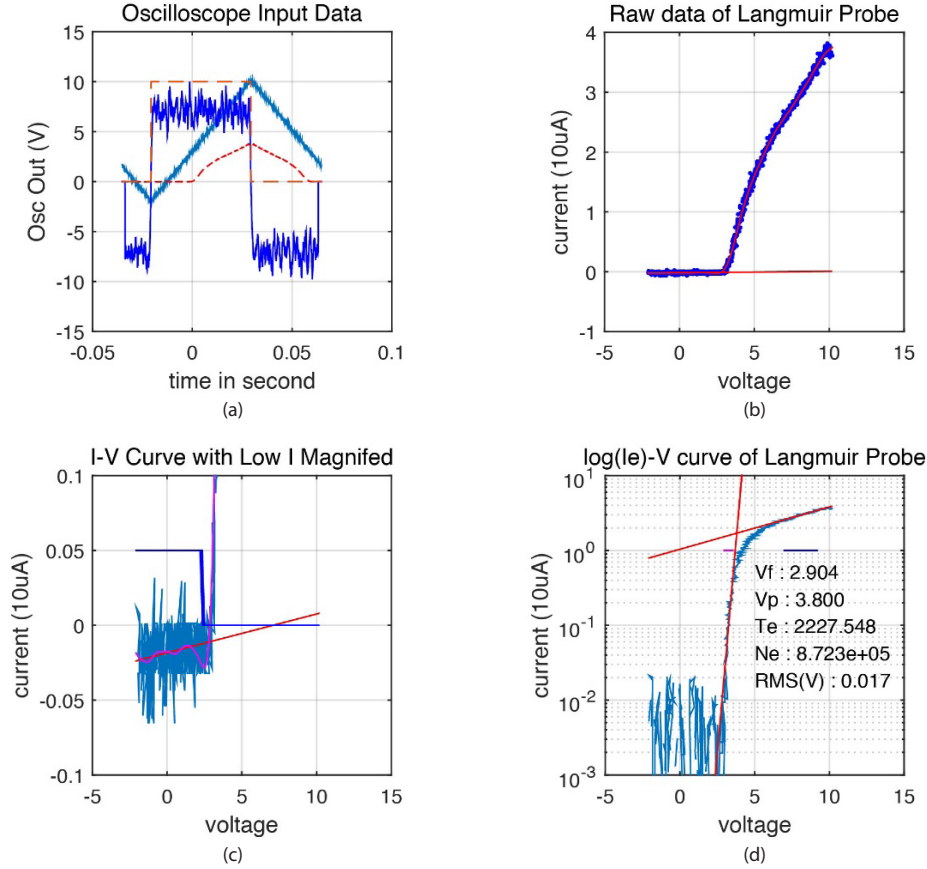 Oscilloscope Input Data
15
10
5
0
-5
-10
-15
Osc Out (V)
-0.05
0
0.05
0.1
time in second
(a)
Raw data of Langmuir Probe
4
3
2
1
0
-1
current (10uA)
-5
0
5
10
15
voltage
(b)
I-V Curve with Low I Magnifed
0.1
0.05
0
-0.05
-0.1
current (10uA)
-5
0
5
10
15
voltage
(c)
log(Ie)-V curve of Langmuir Probe
10^1
10^0
10^-1
10^-2
10^-3
current (10uA)
Vf : 2.904
Vp : 3.800
Te : 2227.548
Ne : 8.723e+05
RMS(V) : 0.017
-5
0
5
10
15
voltage
(d)